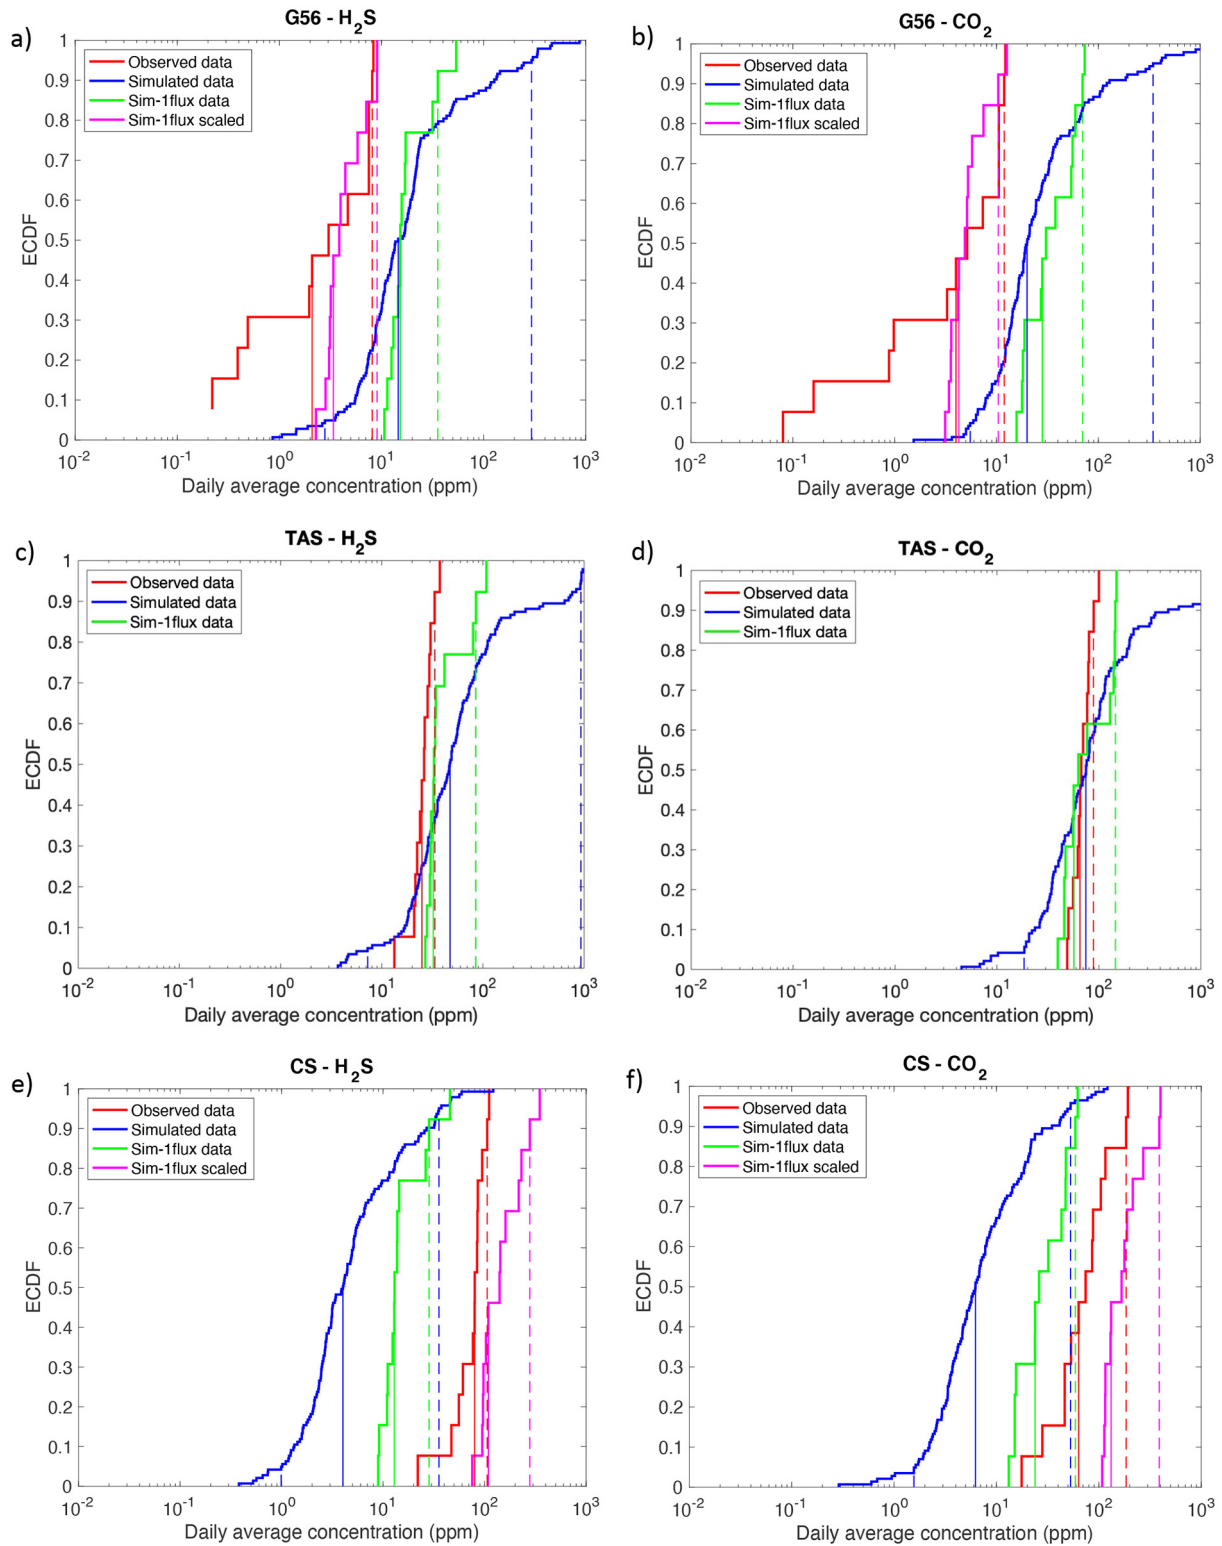 a)
G56 - H2S
Observed data
Simulated data
Sim-1flux data
Sim-1flux scaled
1
0.9
0.8
0.7
0.6
0.5
0.4
0.3
0.2
0.1
0
ECDF
10-2 10-1 100 101 102 103
Daily average concentration (ppm)
b)
G56 - CO2
Observed data
Simulated data
Sim-1flux data
Sim-1flux scaled
1
0.9
0.8
0.7
0.6
0.5
0.4
0.3
0.2
0.1
0
ECDF
10-2 10-1 100 101 102 103
Daily average concentration (ppm)
c)
TAS - H2S
Observed data
Simulated data
Sim-1flux data
1
0.9
0.8
0.7
0.6
0.5
0.4
0.3
0.2
0.1
0
ECDF
10-2 10-1 100 101 102 103
Daily average concentration (ppm)
d)
TAS - CO2
Observed data
Simulated data
Sim-1flux data
1
0.9
0.8
0.7
0.6
0.5
0.4
0.3
0.2
0.1
0
ECDF
10-2 10-1 100 101 102 103
Daily average concentration (ppm)
e)
CS - H2S
Observed data
Simulated data
Sim-1flux data
Sim-1flux scaled
1
0.9
0.8
0.7
0.6
0.5
0.4
0.3
0.2
0.1
0
ECDF
10-2 10-1 100 101 102 103
Daily average concentration (ppm)
f)
CS - CO2
Observed data
Simulated data
Sim-1flux data
Sim-1flux scaled
1
0.9
0.8
0.7
0.6
0.5
0.4
0.3
0.2
0.1
0
ECDF
10-2 10-1 100 101 102 103
Daily average concentration (ppm)